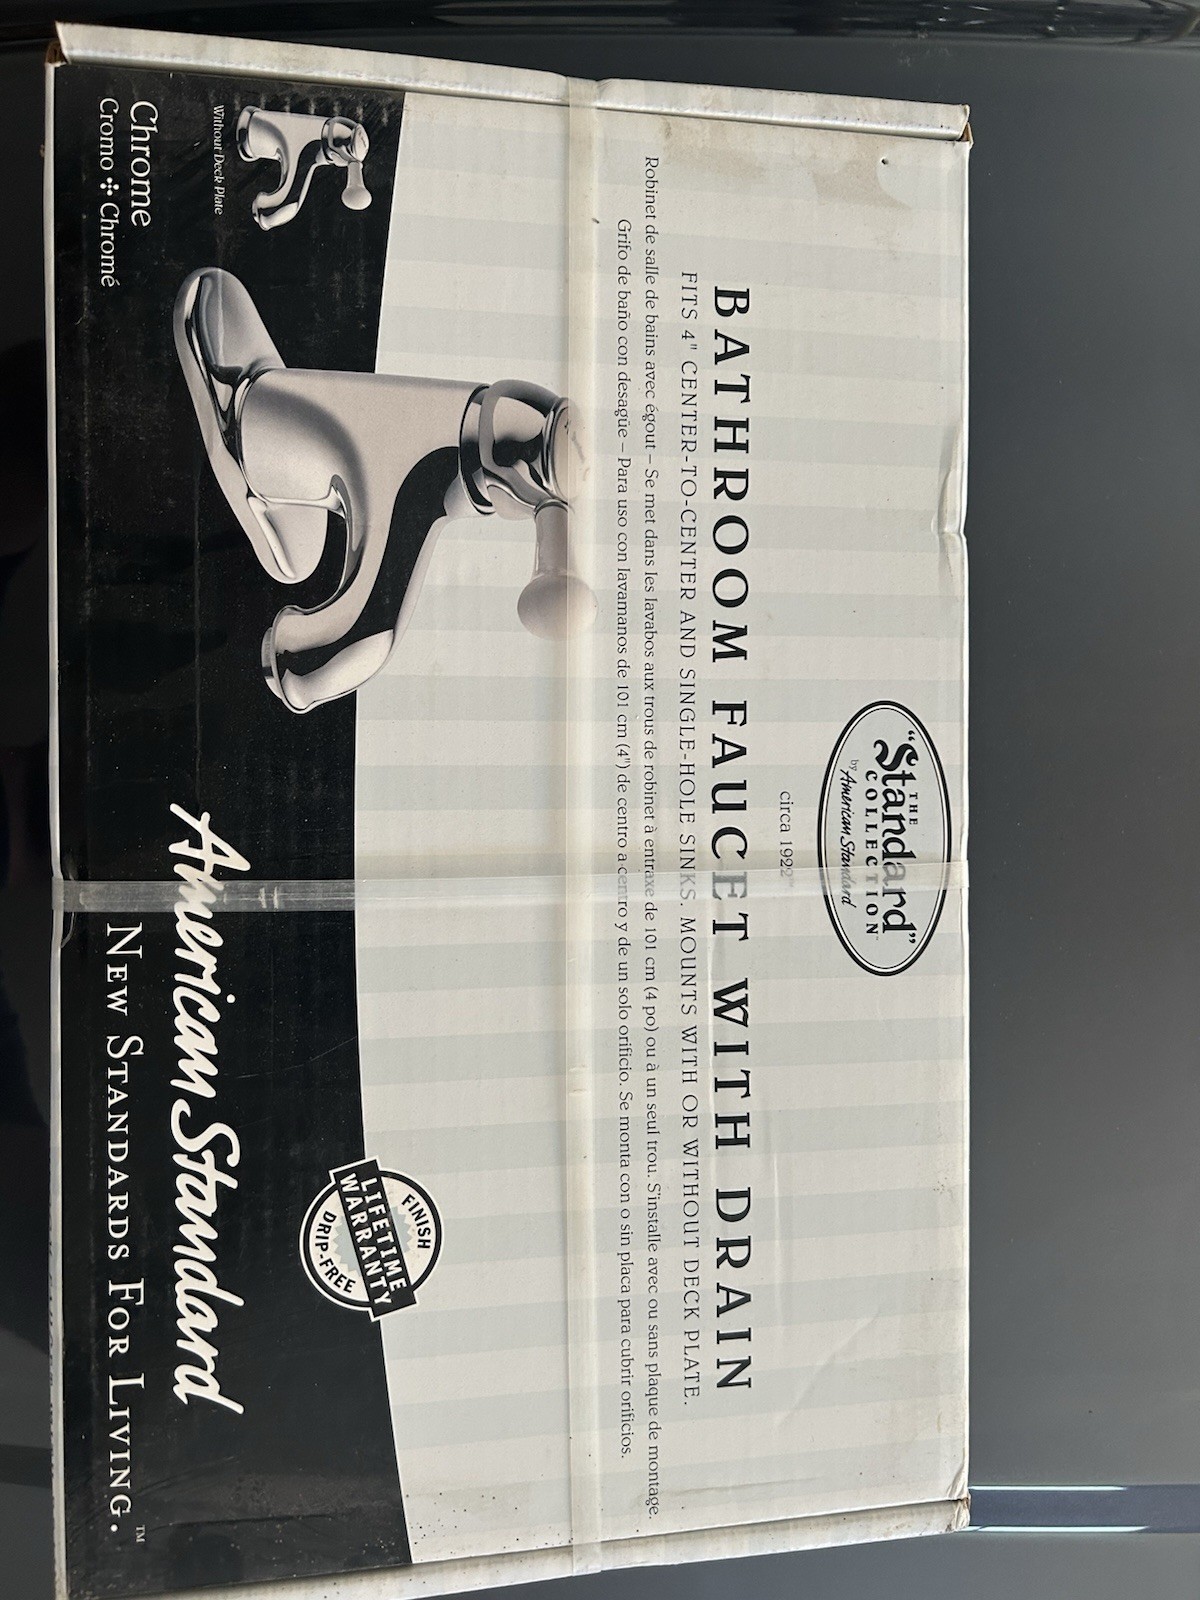 THE
"Standard"
COLLECTION
by American Standard
circa 1922™
BATHROOM FAUCET WITH DRAIN
FITS 4" CENTER-TO-CENTER AND SINGLE-HOLE SINKS. MOUNTS WITH OR WITHOUT DECK PLATE.
Robinet de salle de bains avec égout – Se met dans les lavabos aux trous de robinet à entraxe de 101 cm (4 po) ou à un seul trou. S'installe avec ou sans plaque de montage.
Grifo de baño con desagüe – Para uso con lavamanos de 101 cm (4") de centro a centro y de un solo orificio. Se monta con o sin placa para cubrir orificios.
FINISH
LIFETIME
WARRANTY
DRIP-FREE
Without Deck Plate
Chrome
Cromo ⁘ Chromé
American Standard
NEW STANDARDS FOR LIVING.™